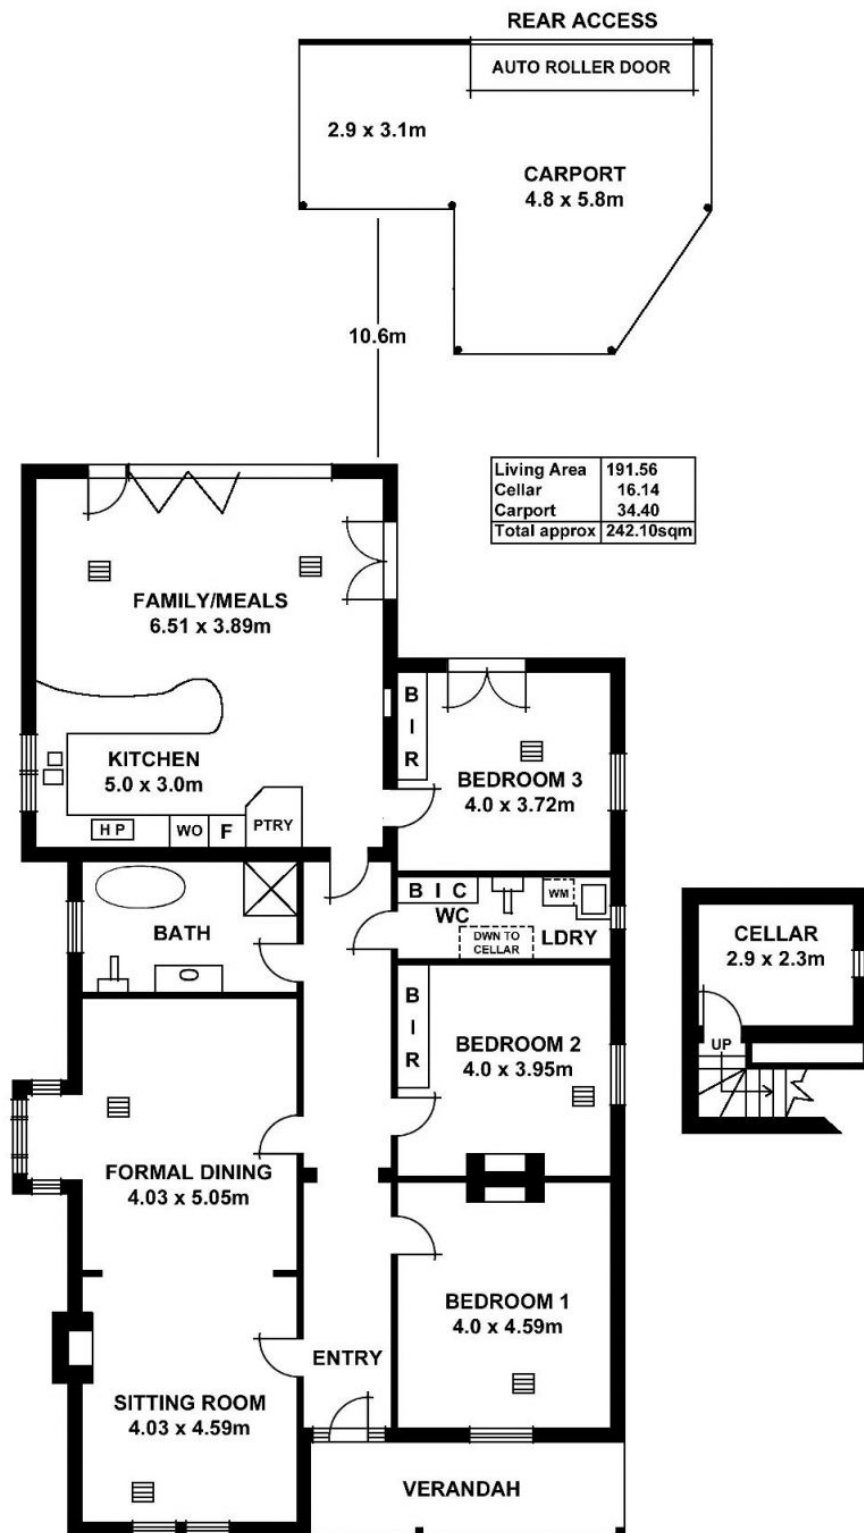 REAR ACCESS
AUTO ROLLER DOOR
2.9 x 3.1m
CARPORT
4.8 x 5.8m
10.6m
Living Area 191.56
Cellar 16.14
Carport 34.40
Total approx 242.10sqm
FAMILY/MEALS
6.51 x 3.89m
BIR
KITCHEN
5.0 x 3.0m
BEDROOM 3
4.0 x 3.72m
HP
WO
F
PTRY
BIC
WC
WM
BATH
DWN TO
CELLAR
LDRY
CELLAR
2.9 x 2.3m
UP
BIR
BEDROOM 2
4.0 x 3.95m
FORMAL DINING
4.03 x 5.05m
BEDROOM 1
4.0 x 4.59m
ENTRY
SITTING ROOM
4.03 x 4.59m
VERANDAH